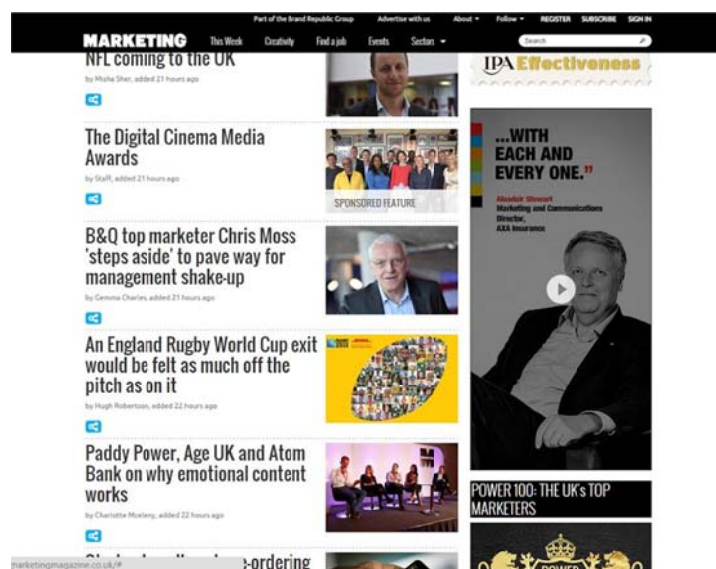 Part of the Brand Republic Group Advertise with us About Follow REGISTER SUBSCRIBE SIGN IN
MARKETING This Week Creativity Find a job Events Sectors Search
NFL coming to the UK
by Misha Sher, added 21 hours ago
The Digital Cinema Media
Awards
by Staff, added 21 hours ago
SPONSORED FEATURE
B&Q top marketer Chris Moss
'steps aside' to pave way for
management shake-up
by Gemma Charles, added 21 hours ago
An England Rugby World Cup exit
would be felt as much off the
pitch as on it
by Hugh Robertson, added 22 hours ago
Paddy Power, Age UK and Atom
Bank on why emotional content
works
by Charlotte McEleny, added 22 hours ago
-ordering
marketingmagazine.co.uk/#
IPA Effectiveness
...WITH
EACH AND
EVERY ONE."
Alasdair Stewart
Marketing and Communications
Director,
AXA Insurance
POWER 100: THE UK's TOP
MARKETERS
POWER